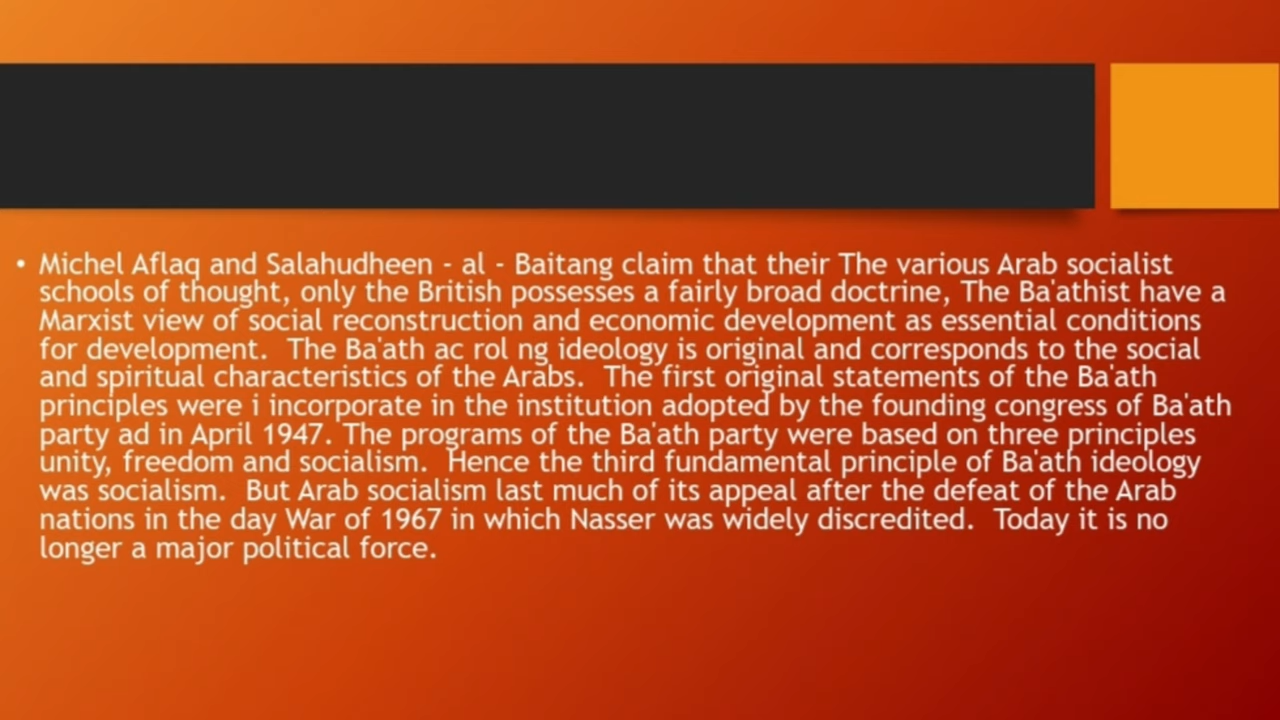 • Michel Aflaq and Salahudheen - al - Baitang claim that their The various Arab socialist
schools of thought, only the British possesses a fairly broad doctrine, The Ba'athist have a
Marxist view of social reconstruction and economic development as essential conditions
for development.  The Ba'ath ac rol ng ideology is original and corresponds to the social
and spiritual characteristics of the Arabs.  The first original statements of the Ba'ath
principles were i incorporate in the institution adopted by the founding congress of Ba'ath
party ad in April 1947. The programs of the Ba'ath party were based on three principles
unity, freedom and socialism.  Hence the third fundamental principle of Ba'ath ideology
was socialism.  But Arab socialism last much of its appeal after the defeat of the Arab
nations in the day War of 1967 in which Nasser was widely discredited.  Today it is no
longer a major political force.